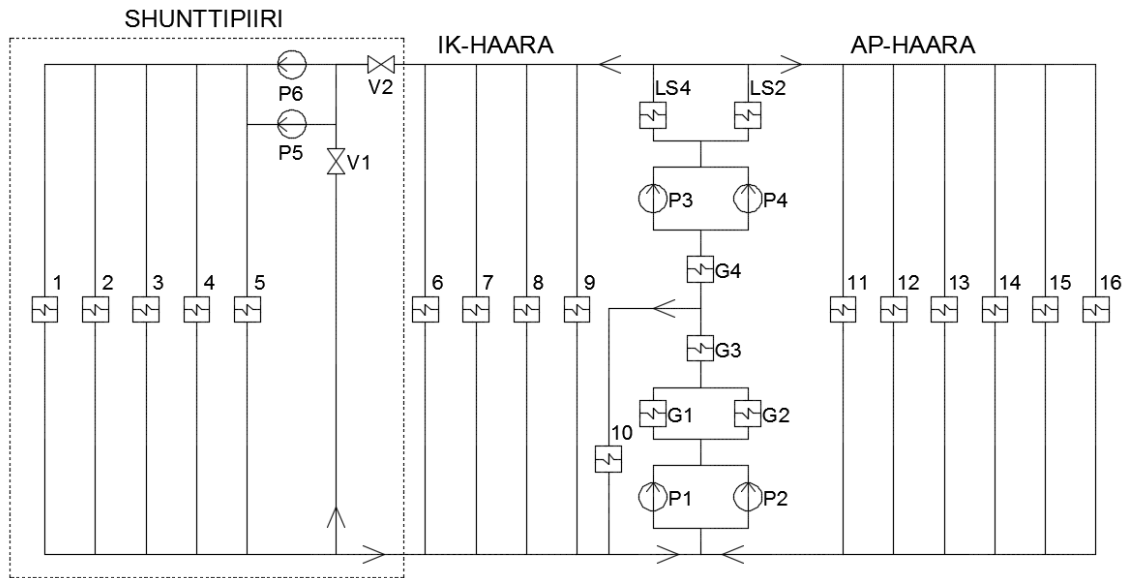 SHUNTTIPIIRI
IK-HAARA
AP-HAARA
P6
V2
LS4
LS2
P5
V1
P3
P4
G4
1
2
3
4
5
6
7
8
9
11
12
13
14
15
16
G3
G1
G2
10
P1
P2